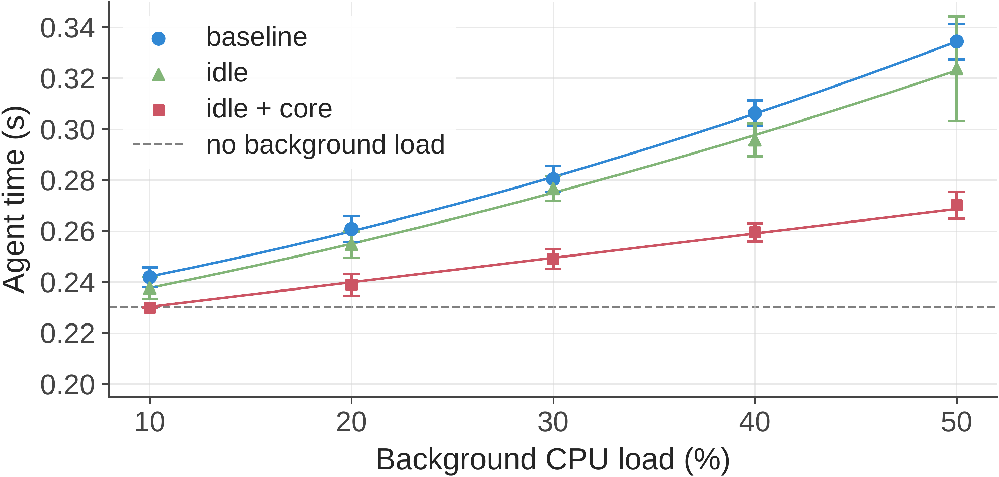 Agent time (s)
0.34
0.32
0.30
0.28
0.26
0.24
0.22
0.20
baseline
idle
idle + core
no background load
10 20 30 40 50
Background CPU load (%)